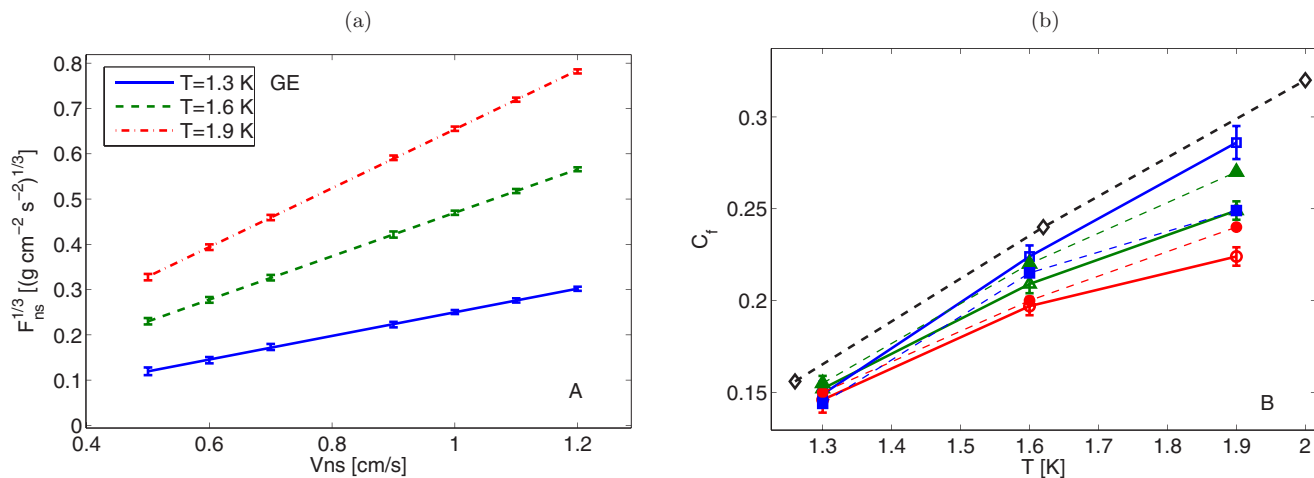 (a)
(b)
0.8
0.7
0.6
0.5
0.4
0.3
0.2
0.1
0
F_ns^1/3 [(g cm^−2 s^−2)^1/3]
T=1.3 K GE
T=1.6 K
T=1.9 K
A
0.4 0.6 0.8 1 1.2
Vns [cm/s]
0.3
0.25
0.2
0.15
C_f
B
1.3 1.4 1.5 1.6 1.7 1.8 1.9 2
T [K]